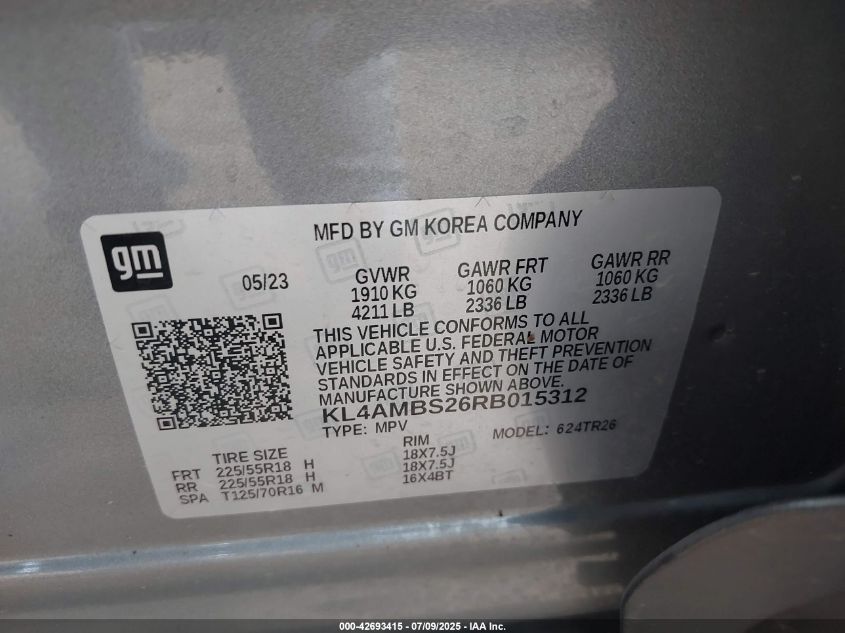 gm
MFD BY GM KOREA COMPANY
05/23
GVWR GAWR FRT GAWR RR
1910 KG 1060 KG 1060 KG
4211 LB 2336 LB 2336 LB
THIS VEHICLE CONFORMS TO ALL
APPLICABLE U.S. FEDERAL MOTOR
VEHICLE SAFETY AND THEFT PREVENTION
STANDARDS IN EFFECT ON THE DATE OF
MANUFACTURE SHOWN ABOVE.
KL4AMBS26RB015312
TYPE: MPV MODEL: 624TR26
TIRE SIZE RIM
FRT 225/55R18 H 18X7.5J
RR 225/55R18 H 18X7.5J
SPA T125/70R16 M 16X4BT
000-42693415 - 07/09/2025 - IAA Inc.